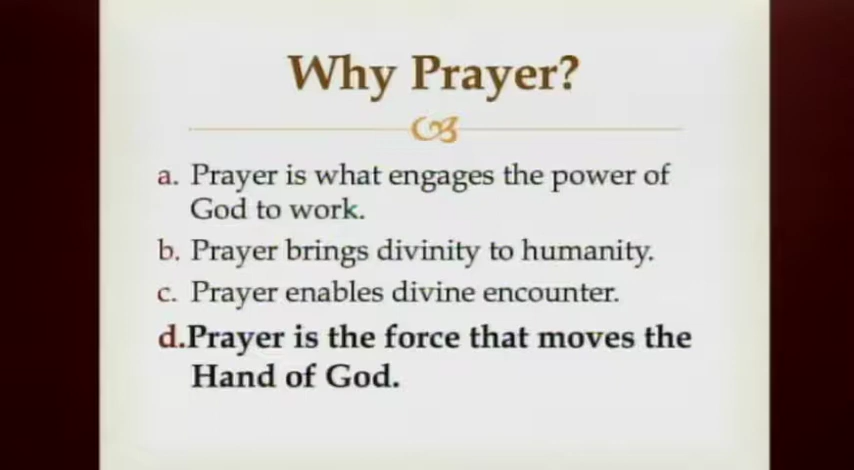 Why Prayer?
a. Prayer is what engages the power of
God to work.
b. Prayer brings divinity to humanity.
c. Prayer enables divine encounter.
d.Prayer is the force that moves the
Hand of God.